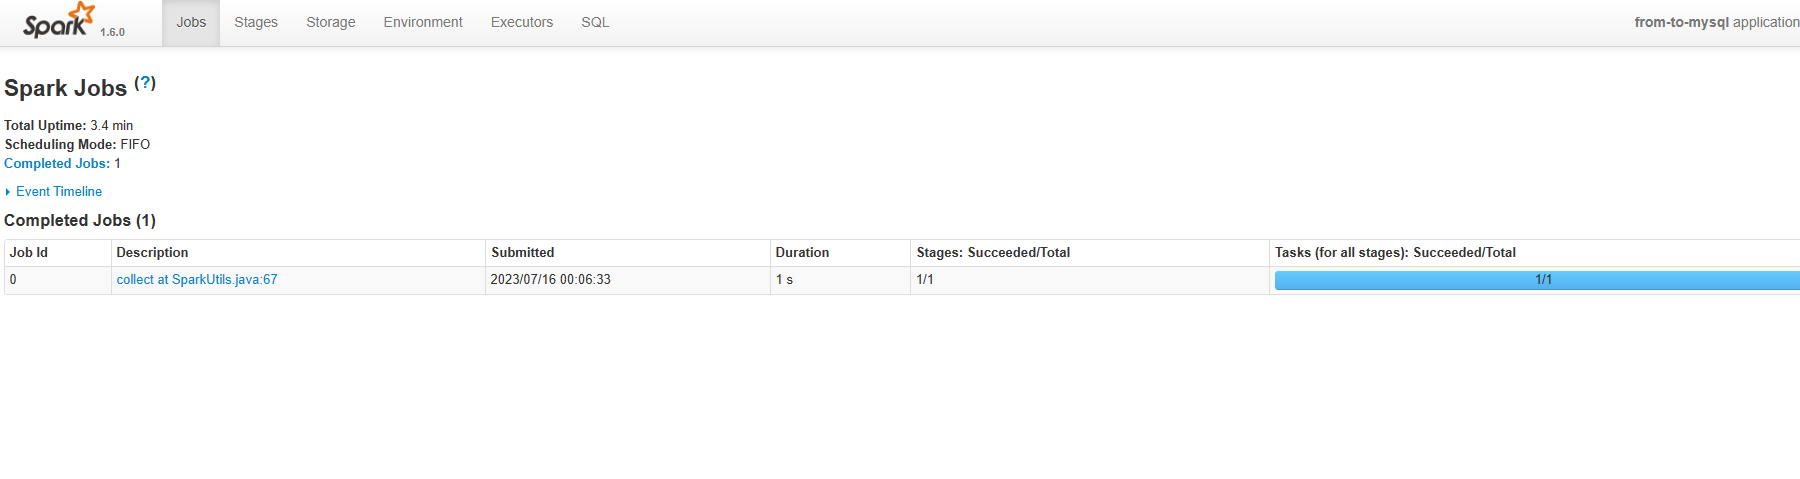 Spark 1.6.0 Jobs Stages Storage Environment Executors SQL from-to-mysql application
Spark Jobs (?)
Total Uptime: 3.4 min
Scheduling Mode: FIFO
Completed Jobs: 1
Event Timeline
Completed Jobs (1)
Job Id Description Submitted Duration Stages: Succeeded/Total Tasks (for all stages): Succeeded/Total
0 collect at SparkUtils.java:67 2023/07/16 00:06:33 1 s 1/1 1/1